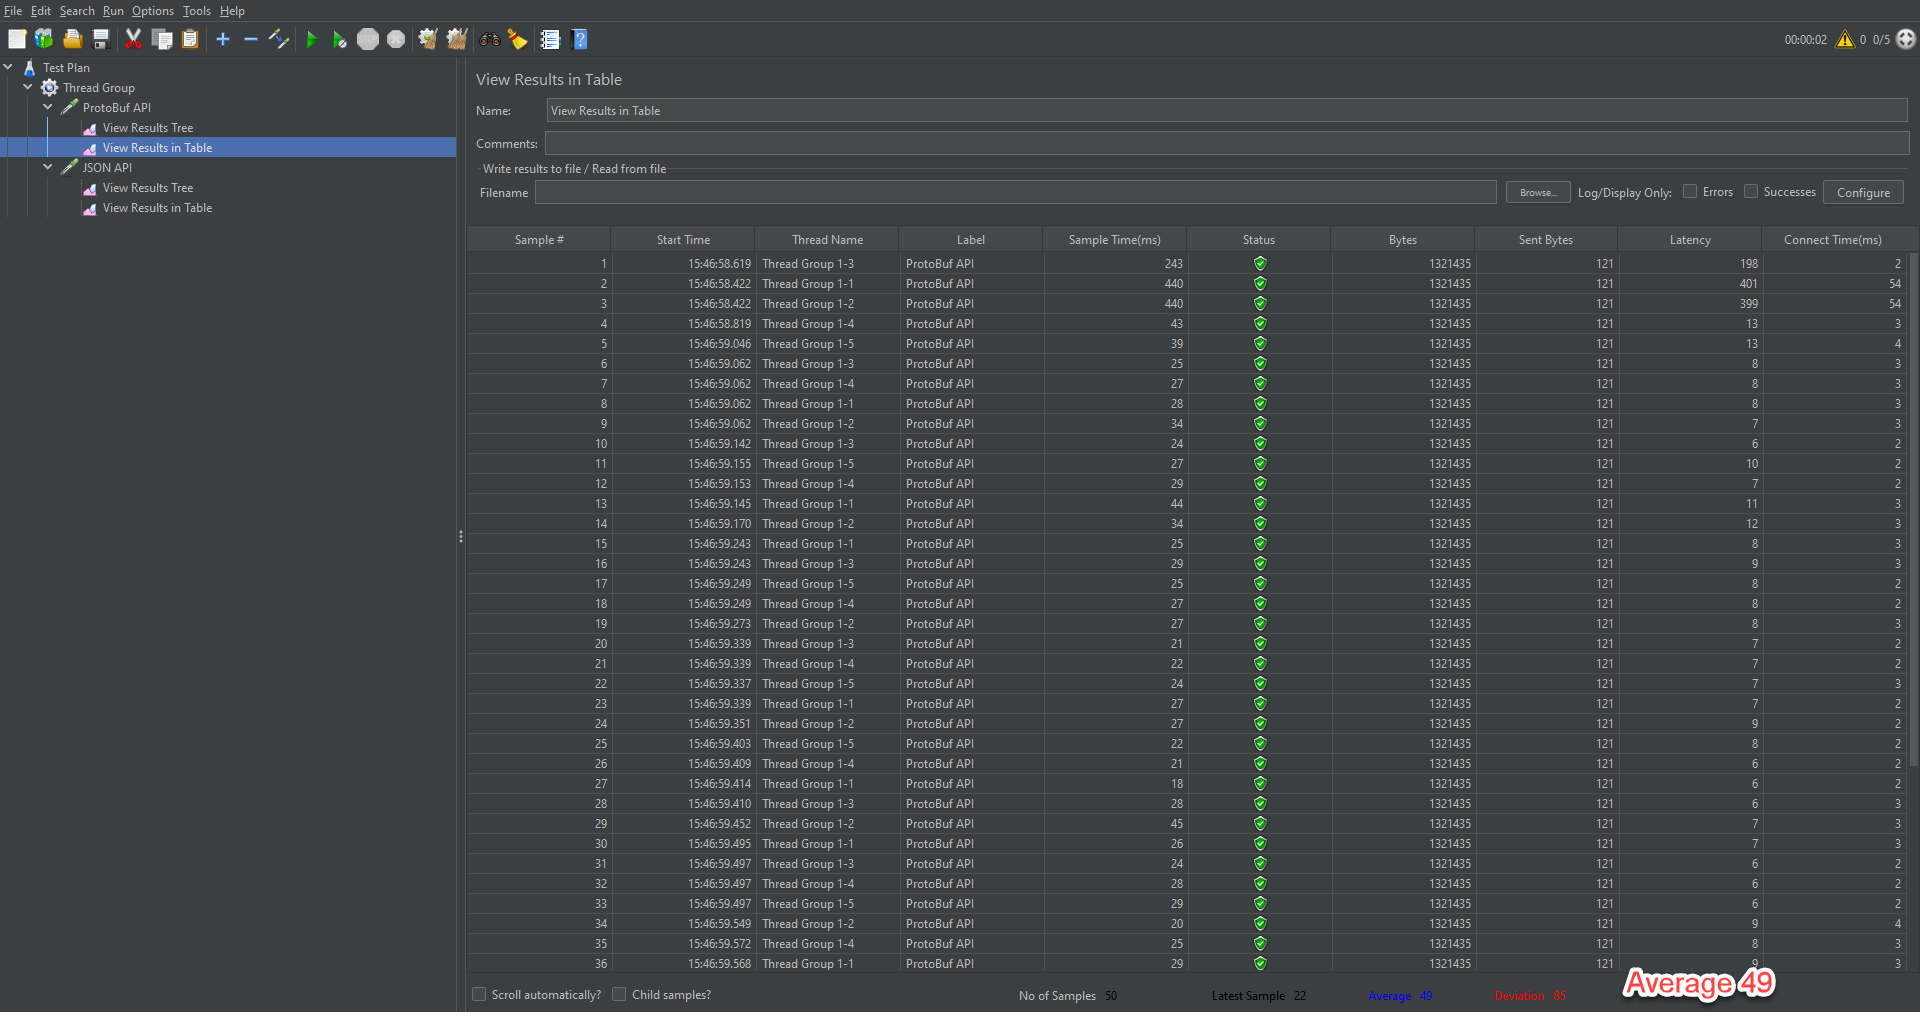 File Edit Search Run Options Tools Help
00:00:02 0 0/5
Test Plan
Thread Group
ProtoBuf API
View Results Tree
View Results in Table
JSON API
View Results Tree
View Results in Table
View Results in Table
Name: View Results in Table
Comments:
Write results to file / Read from file
Filename Browse... Log/Display Only: Errors Successes Configure
Sample # Start Time Thread Name Label Sample Time(ms) Status Bytes Sent Bytes Latency Connect Time(ms)
1 15:46:58.619 Thread Group 1-3 ProtoBuf API 243 1321435 121 198 2
2 15:46:58.422 Thread Group 1-1 ProtoBuf API 440 1321435 121 401 54
3 15:46:58.422 Thread Group 1-2 ProtoBuf API 440 1321435 121 399 54
4 15:46:58.819 Thread Group 1-4 ProtoBuf API 43 1321435 121 13 3
5 15:46:59.046 Thread Group 1-5 ProtoBuf API 39 1321435 121 13 4
6 15:46:59.062 Thread Group 1-3 ProtoBuf API 25 1321435 121 8 3
7 15:46:59.062 Thread Group 1-4 ProtoBuf API 27 1321435 121 8 3
8 15:46:59.062 Thread Group 1-1 ProtoBuf API 28 1321435 121 8 3
9 15:46:59.062 Thread Group 1-2 ProtoBuf API 34 1321435 121 7 3
10 15:46:59.142 Thread Group 1-3 ProtoBuf API 24 1321435 121 6 2
11 15:46:59.155 Thread Group 1-5 ProtoBuf API 27 1321435 121 10 2
12 15:46:59.153 Thread Group 1-4 ProtoBuf API 29 1321435 121 7 2
13 15:46:59.145 Thread Group 1-1 ProtoBuf API 44 1321435 121 11 3
14 15:46:59.170 Thread Group 1-2 ProtoBuf API 34 1321435 121 12 3
15 15:46:59.243 Thread Group 1-1 ProtoBuf API 25 1321435 121 8 3
16 15:46:59.243 Thread Group 1-3 ProtoBuf API 29 1321435 121 9 3
17 15:46:59.249 Thread Group 1-5 ProtoBuf API 25 1321435 121 8 2
18 15:46:59.249 Thread Group 1-4 ProtoBuf API 27 1321435 121 8 2
19 15:46:59.273 Thread Group 1-2 ProtoBuf API 27 1321435 121 8 3
20 15:46:59.339 Thread Group 1-3 ProtoBuf API 21 1321435 121 7 2
21 15:46:59.339 Thread Group 1-4 ProtoBuf API 22 1321435 121 7 2
22 15:46:59.337 Thread Group 1-5 ProtoBuf API 24 1321435 121 7 3
23 15:46:59.339 Thread Group 1-1 ProtoBuf API 27 1321435 121 7 2
24 15:46:59.351 Thread Group 1-2 ProtoBuf API 27 1321435 121 9 2
25 15:46:59.403 Thread Group 1-5 ProtoBuf API 22 1321435 121 8 2
26 15:46:59.409 Thread Group 1-4 ProtoBuf API 21 1321435 121 6 2
27 15:46:59.414 Thread Group 1-1 ProtoBuf API 18 1321435 121 6 2
28 15:46:59.410 Thread Group 1-3 ProtoBuf API 28 1321435 121 6 3
29 15:46:59.452 Thread Group 1-2 ProtoBuf API 45 1321435 121 7 3
30 15:46:59.495 Thread Group 1-1 ProtoBuf API 26 1321435 121 7 3
31 15:46:59.497 Thread Group 1-3 ProtoBuf API 24 1321435 121 6 2
32 15:46:59.497 Thread Group 1-4 ProtoBuf API 28 1321435 121 6 2
33 15:46:59.497 Thread Group 1-5 ProtoBuf API 29 1321435 121 6 2
34 15:46:59.549 Thread Group 1-2 ProtoBuf API 20 1321435 121 9 4
35 15:46:59.572 Thread Group 1-4 ProtoBuf API 25 1321435 121 8 3
36 15:46:59.568 Thread Group 1-1 ProtoBuf API 29 1321435 121 9 3
Scroll automatically? Child samples? No of Samples 50 Latest Sample 22 Average 49 Deviation 85
Average 49